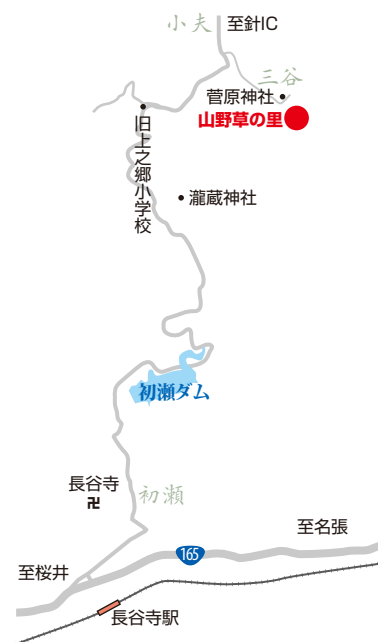 小夫
至針IC
三谷
菅原神社
山野草の里
旧上之郷小学校
瀧蔵神社
初瀬ダム
長谷寺
卍
初瀬
165
至名張
至桜井
長谷寺駅